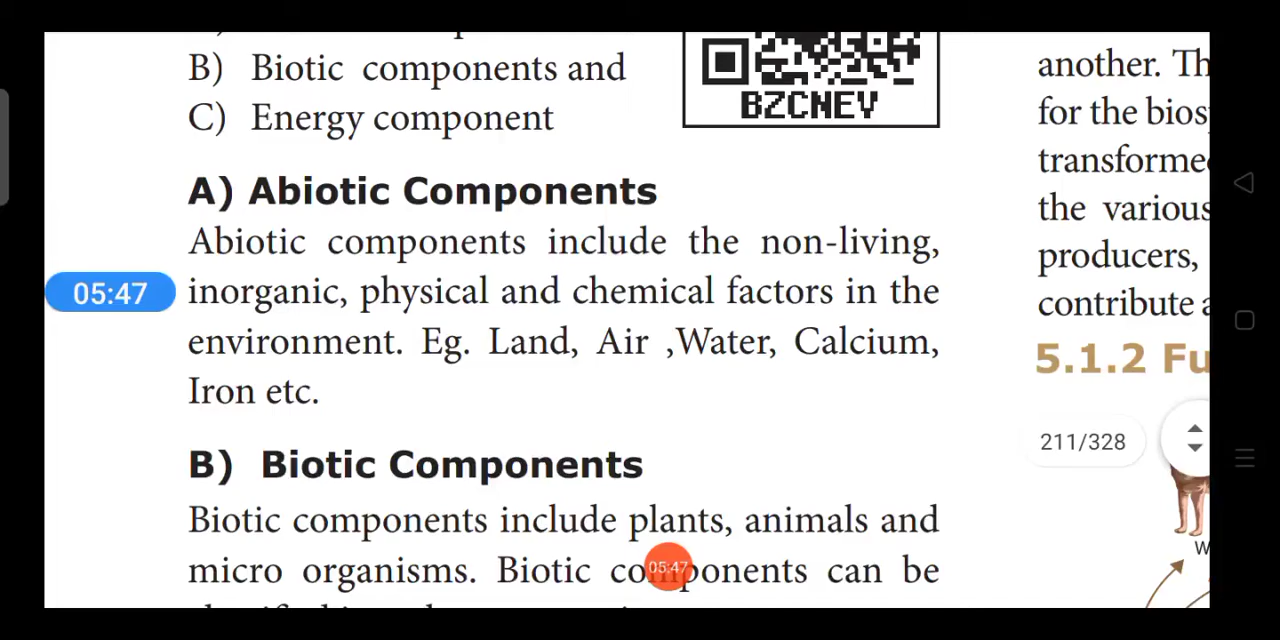 B) Biotic components and
C) Energy component
BZCNEV
A) Abiotic Components
Abiotic components include the non-living,
inorganic, physical and chemical factors in the
environment. Eg. Land, Air ,Water, Calcium,
Iron etc.
B) Biotic Components
Biotic components include plants, animals and
micro organisms. Biotic components can be
05:47
05:47
another. Th
for the bios
transforme
the various
producers,
contribute a
5.1.2 Fu
211/328
W